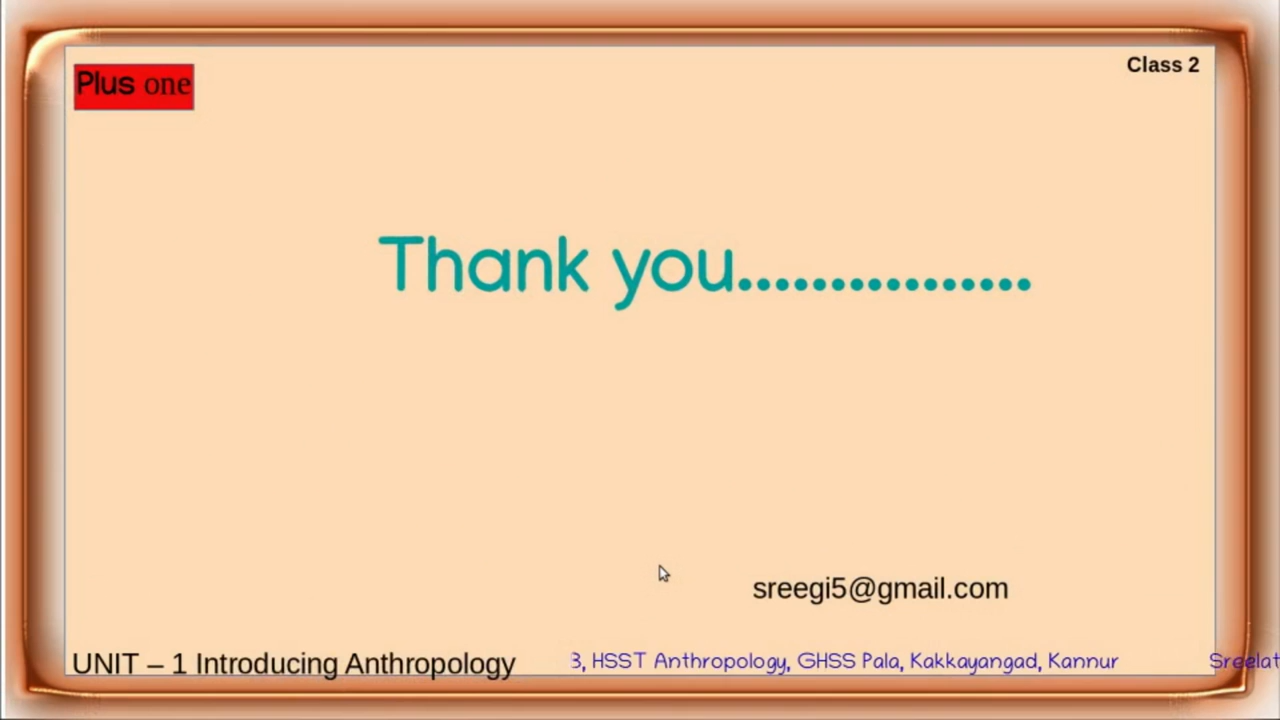 Plus one
Class 2
Thank you................
sreegi5@gmail.com
UNIT – 1 Introducing Anthropology
3, HSST Anthropology, GHSS Pala, Kakkayangad, Kannur